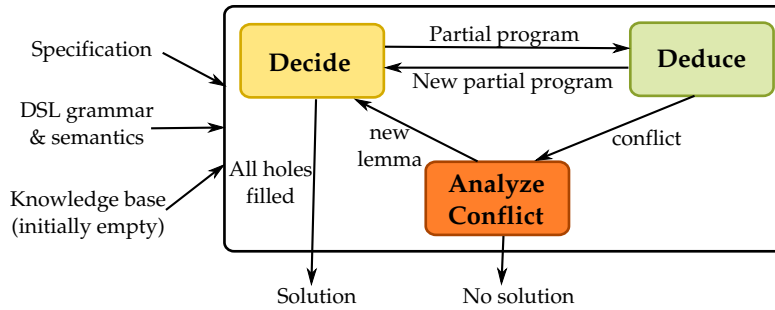 Specification
DSL grammar
& semantics
Knowledge base
(initially empty)
Decide
Partial program
New partial program
Deduce
new
lemma
conflict
All holes
filled
Analyze
Conflict
Solution
No solution